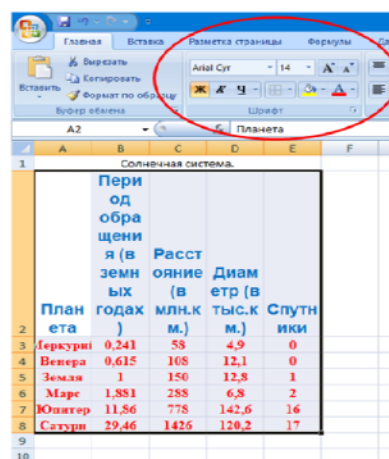 Главная Вставка Разметка страницы Формулы
Вырезать
Копировать
Формат по образцу
Вставить
Буфер обмена
Arial Cyr 14 A A
Ж К Ч А
Шрифт
A2 fx Планета
A B C D E F
1 Солнечная система.
Пери
од
обра
щени
я (в Расст
земн ояние Диам
ых (в етр (в
План годах млн.к тыс.к Спутн
2 ета ) м.) м.) ики
3 Меркурий 0,241 58 4,9 0
4 Венера 0,615 108 12,1 0
5 Земля 1 150 12,8 1
6 Марс 1,881 288 6,8 2
7 Юпитер 11,86 778 142,6 16
8 Сатурн 29,46 1426 120,2 17
9
10